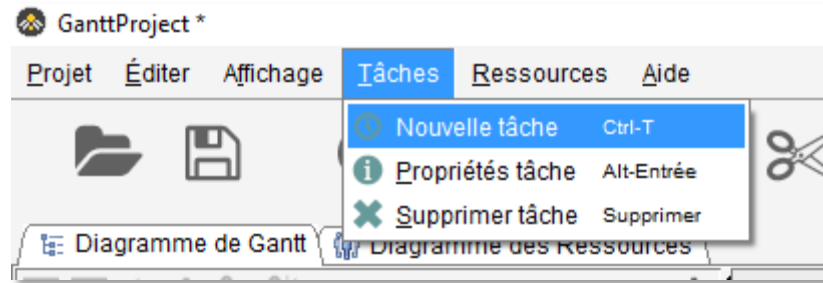 GanttProject *
Projet Éditer Affichage Tâches Ressources Aide
Nouvelle tâche Ctrl-T
Propriétés tâche Alt-Entrée
Supprimer tâche Supprimer
Diagramme de Gantt Diagramme des Ressources